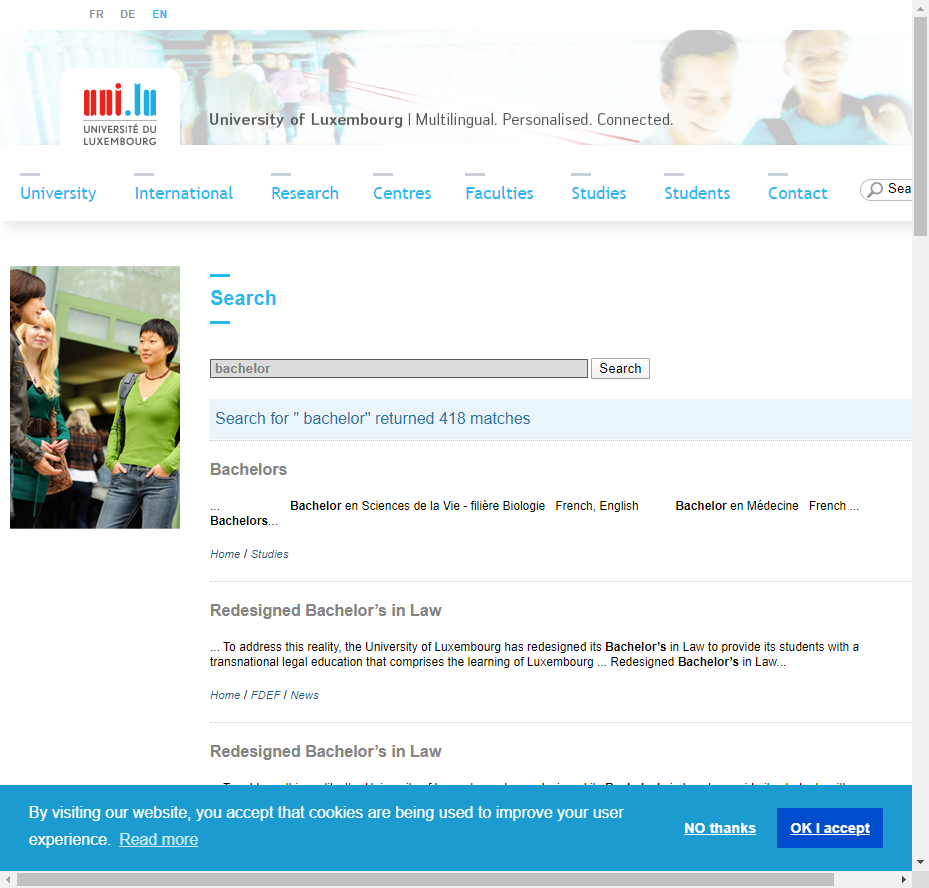 FR DE EN
uni.lu
UNIVERSITÉ DU
LUXEMBOURG
University of Luxembourg | Multilingual. Personalised. Connected.
University International Research Centres Faculties Studies Students Contact Sea
Search
bachelor Search
Search for " bachelor" returned 418 matches
Bachelors
... Bachelor en Sciences de la Vie - filière Biologie French, English Bachelor en Médecine French ...
Bachelors...
Home / Studies
Redesigned Bachelor’s in Law
... To address this reality, the University of Luxembourg has redesigned its Bachelor’s in Law to provide its students with a
transnational legal education that comprises the learning of Luxembourg ... Redesigned Bachelor’s in Law...
Home / FDEF / News
Redesigned Bachelor’s in Law
By visiting our website, you accept that cookies are being used to improve your user
experience. Read more
NO thanks OK I accept